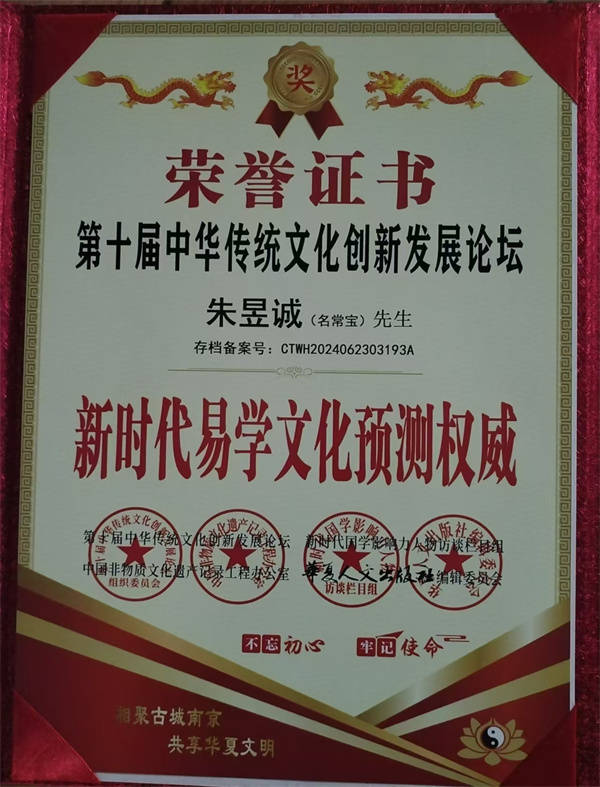 奖
荣誉证书
第十届中华传统文化创新发展论坛
朱昱诚（名常宝）先生
存档备案号：CTWH2024062303193A
新时代易学文化预测权威
第十届中华传统文化创新发展论坛 新时代国学影响力人物访谈栏目组
中国非物质文化遗产记录工程办公室 华夏人文出版社编辑委员会
组织委员会 访谈栏目组
不忘初心 牢记使命
相聚古城南京
共享华夏文明